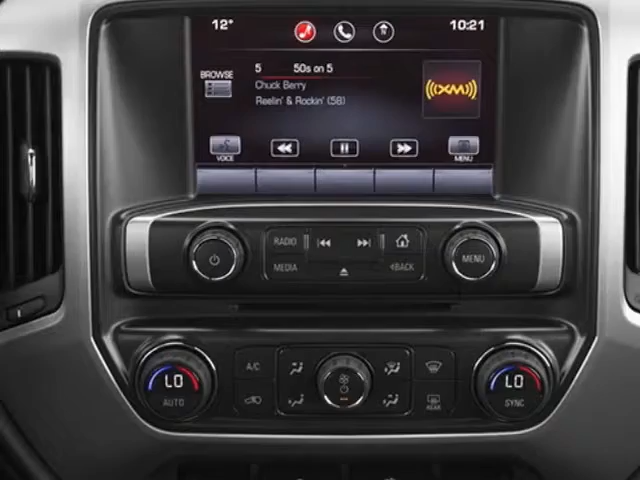 12° N 10:21
5 50s on 5
BROWSE
Chuck Berry
Reelin' & Rockin' (58)
((XM))
VOICE MENU
RADIO
MEDIA BACK
MENU
LO A/C LO
AUTO REAR SYNC